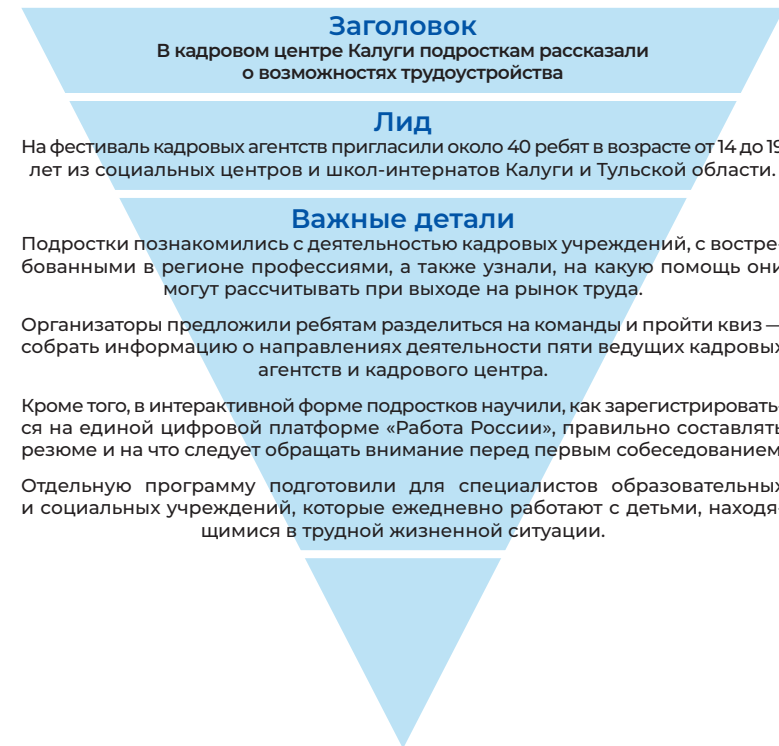 Заголовок
В кадровом центре Калуги подросткам рассказали
о возможностях трудоустройства
Лид
На фестиваль кадровых агентств пригласили около 40 ребят в возрасте от 14 до 19
лет из социальных центров и школ-интернатов Калуги и Тульской области.
Важные детали
Подростки познакомились с деятельностью кадровых учреждений, с востре-
бованными в регионе профессиями, а также узнали, на какую помощь они
могут рассчитывать при выходе на рынок труда.
Организаторы предложили ребятам разделиться на команды и пройти квиз —
собрать информацию о направлениях деятельности пяти ведущих кадровых
агентств и кадрового центра.
Кроме того, в интерактивной форме подростков научили, как зарегистрировать-
ся на единой цифровой платформе «Работа России», правильно составлять
резюме и на что следует обращать внимание перед первым собеседованием
Отдельную программу подготовили для специалистов образовательных
и социальных учреждений, которые ежедневно работают с детьми, находя-
щимися в трудной жизненной ситуации.